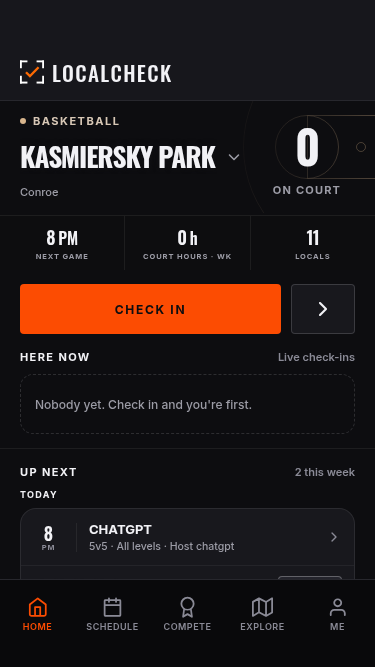 LOCALCHECK
BASKETBALL
KASMIERSKY PARK
Conroe
0
ON COURT
8 PM
NEXT GAME
0 h
COURT HOURS · WK
11
LOCALS
CHECK IN
HERE NOW
Live check-ins
Nobody yet. Check in and you're first.
UP NEXT
2 this week
TODAY
8
PM
CHATGPT
5v5 · All levels · Host chatgpt
HOME
SCHEDULE
COMPETE
EXPLORE
ME